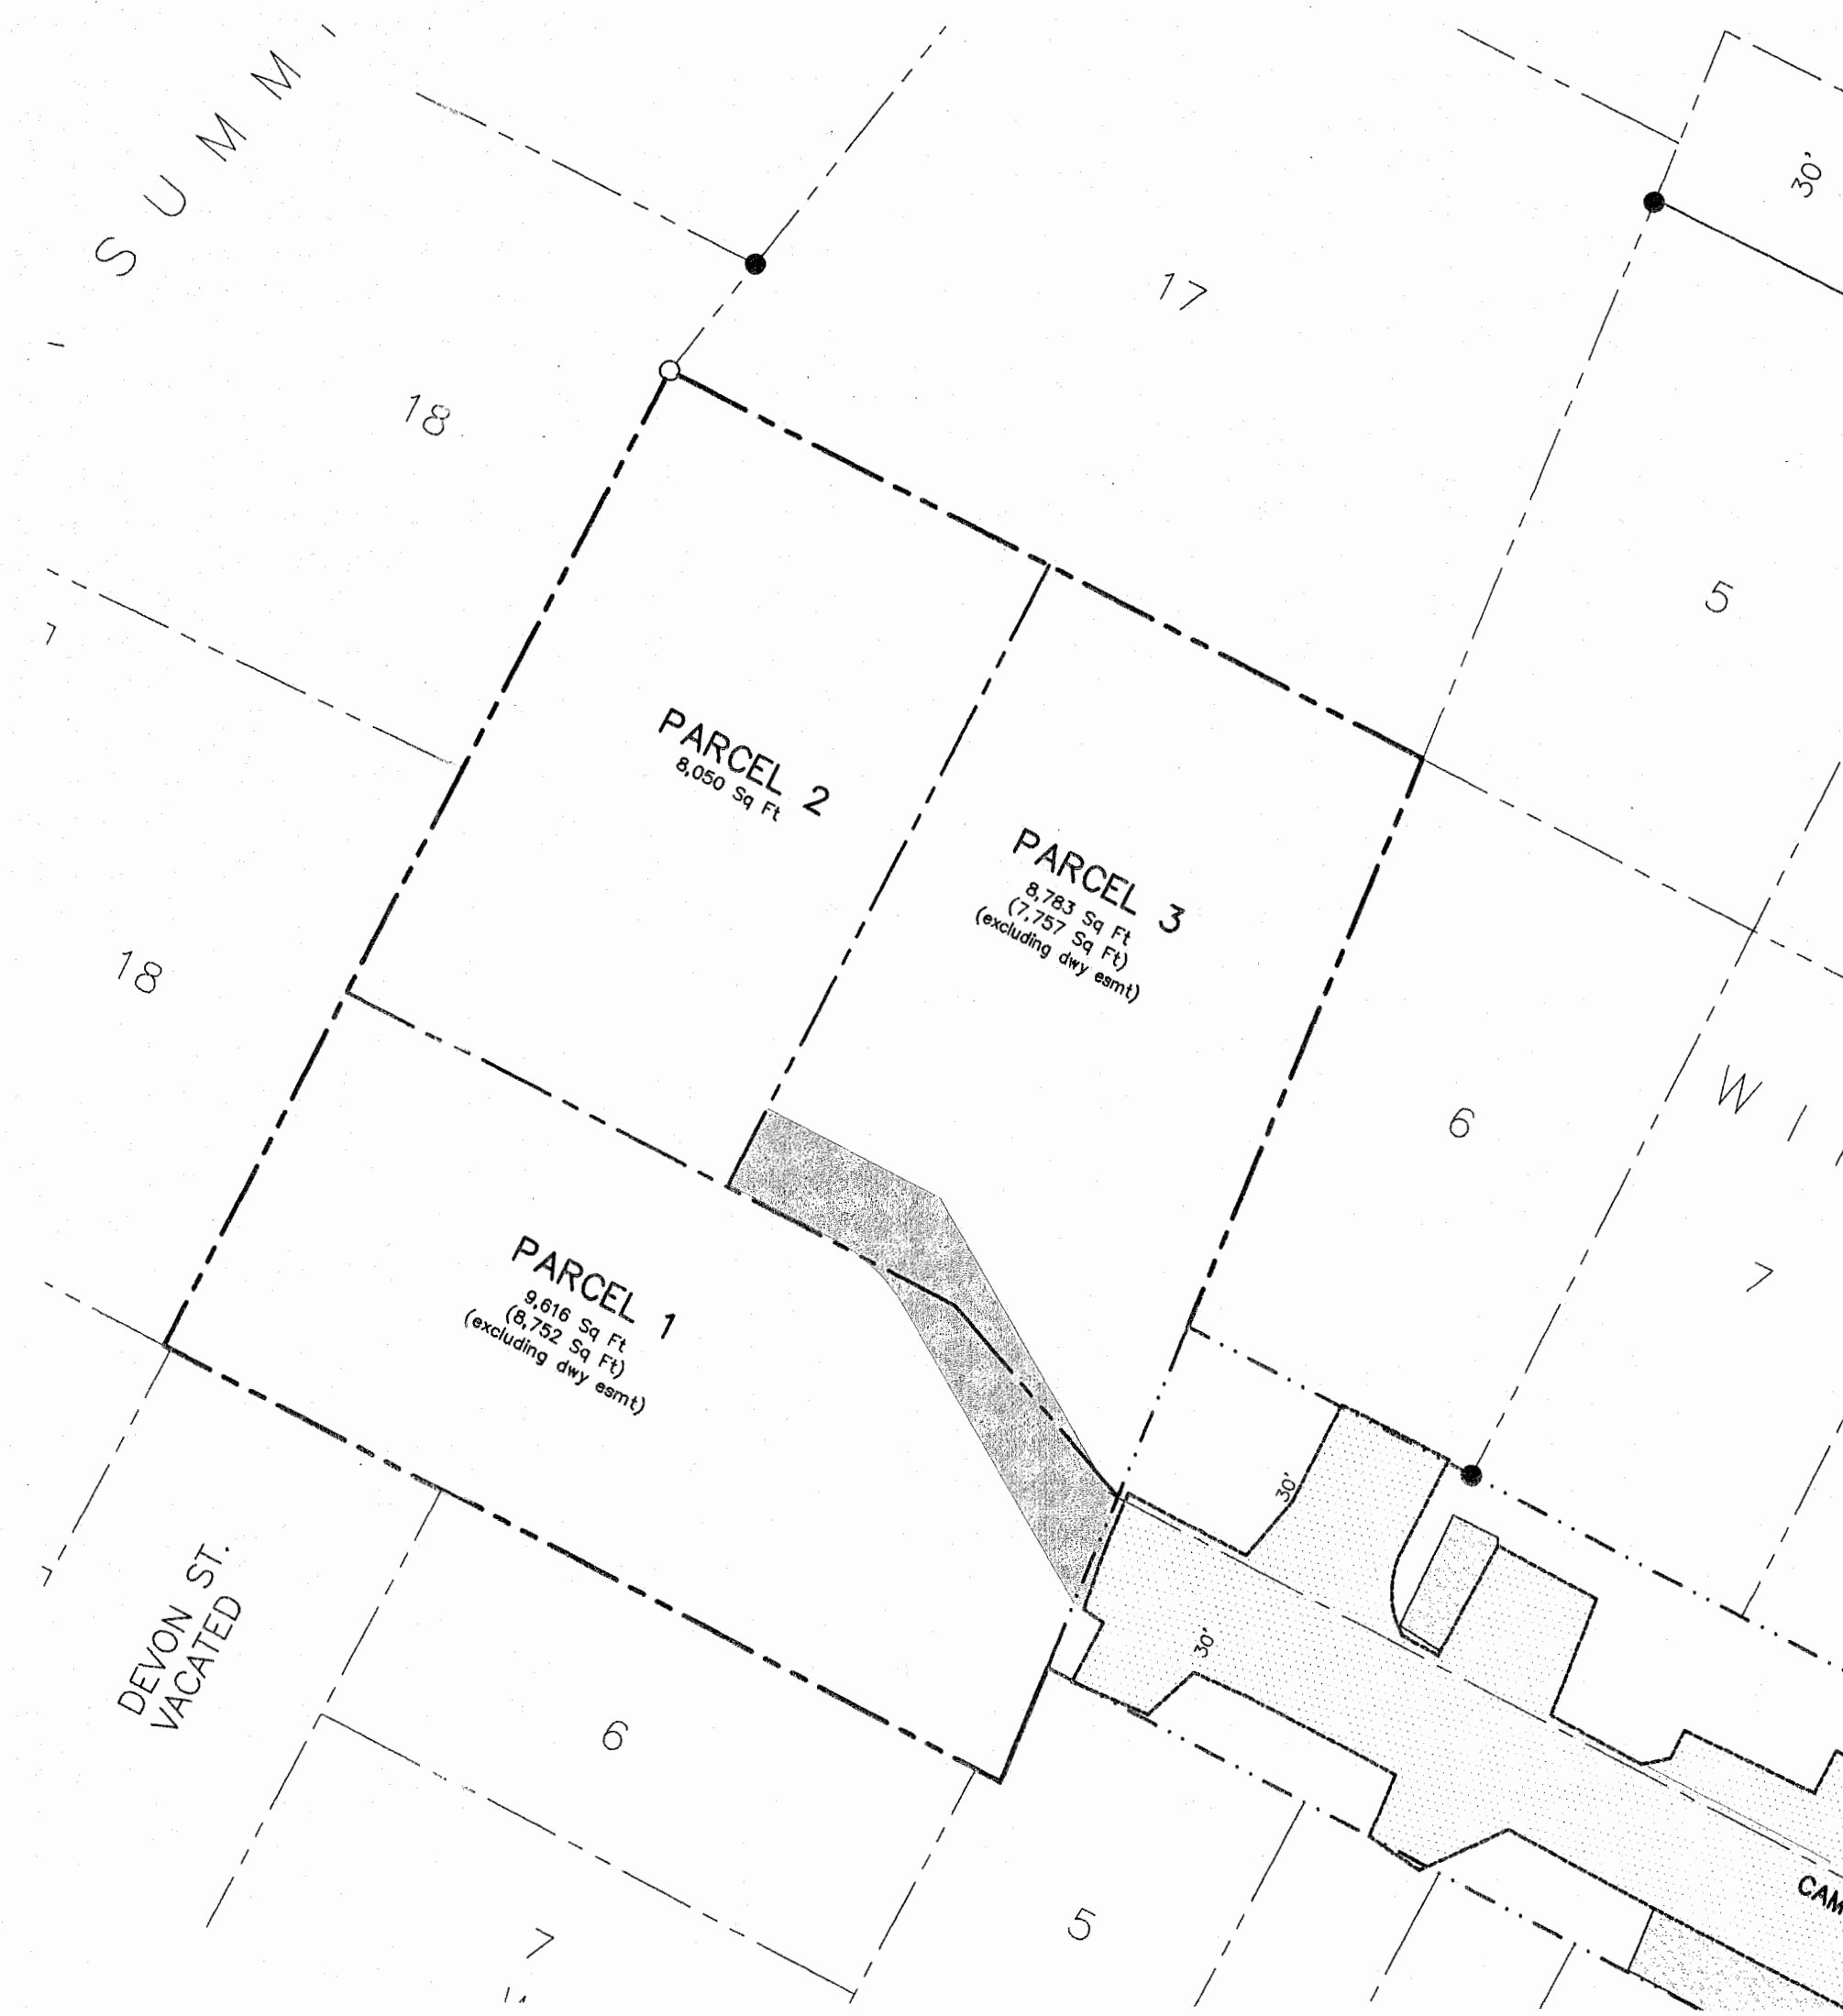 S U M M I
30'
17
18
5
7
PARCEL 2
8,050 Sq Ft
PARCEL 3
8,783 Sq Ft
(7,757 Sq Ft)
(excluding dwy esmt)
18
6
W I
7
PARCEL 1
9,616 Sq Ft
(8,752 Sq Ft)
(excluding dwy esmt)
30'
30'
DEVON ST.
VACATED
6
5
7
CAM